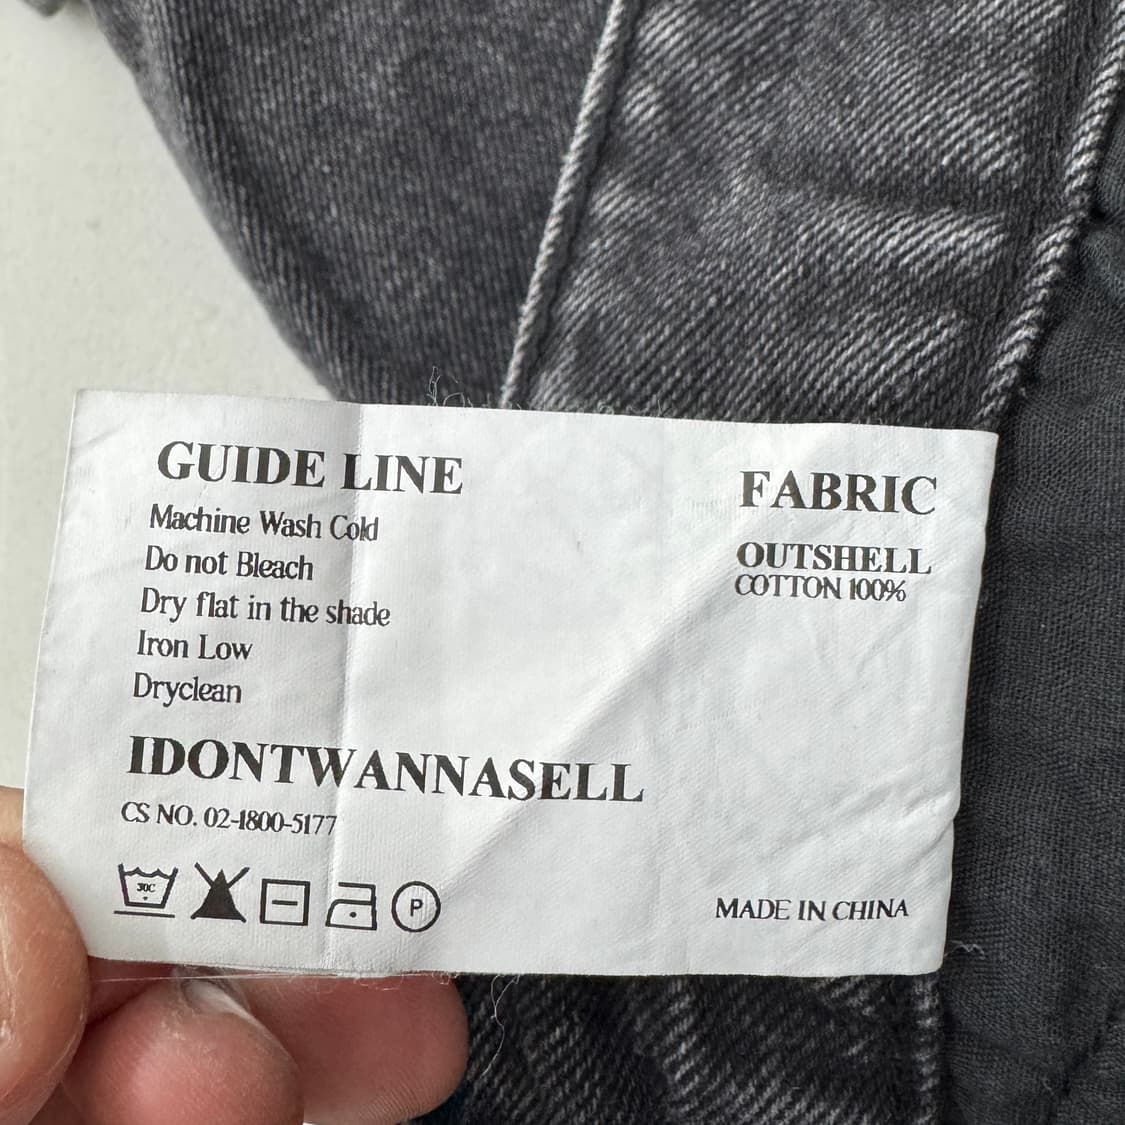 GUIDE LINE
Machine Wash Cold
Do not Bleach
Dry flat in the shade
Iron Low
Dryclean
IDONTWANNASELL
CS NO. 02-1800-5177
30C
P
FABRIC
OUTSHELL
COTTON 100%
MADE IN CHINA